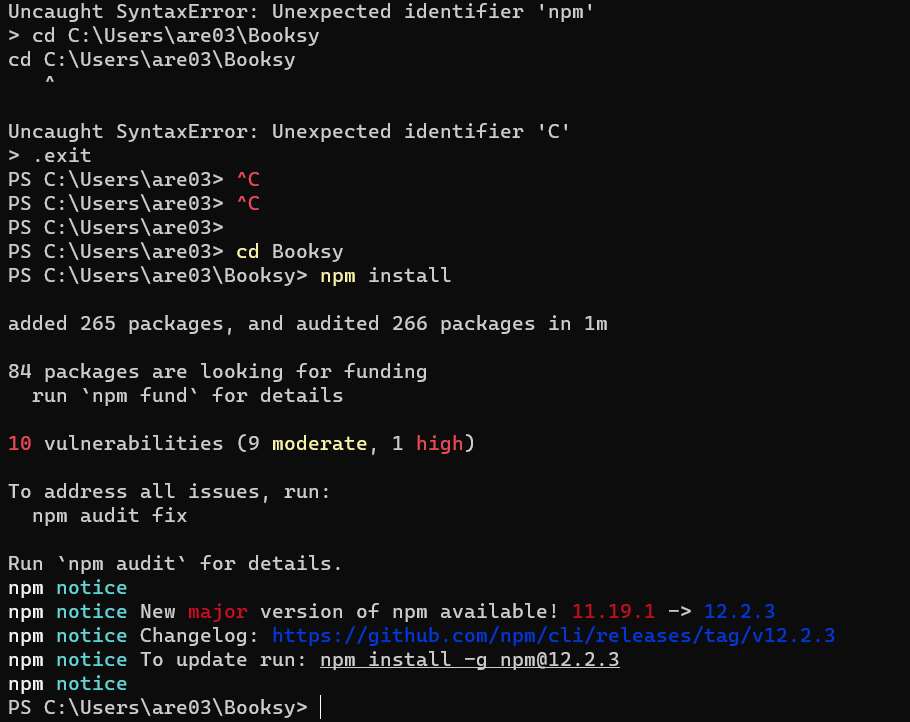 Uncaught SyntaxError: Unexpected identifier 'npm'
> cd C:\Users\are03\Booksy
cd C:\Users\are03\Booksy
   ^

Uncaught SyntaxError: Unexpected identifier 'C'
> .exit
PS C:\Users\are03> ^C
PS C:\Users\are03> ^C
PS C:\Users\are03>
PS C:\Users\are03> cd Booksy
PS C:\Users\are03\Booksy> npm install

added 265 packages, and audited 266 packages in 1m

84 packages are looking for funding
  run `npm fund` for details

10 vulnerabilities (9 moderate, 1 high)

To address all issues, run:
  npm audit fix

Run `npm audit` for details.
npm notice
npm notice New major version of npm available! 11.19.1 -> 12.2.3
npm notice Changelog: https://github.com/npm/cli/releases/tag/v12.2.3
npm notice To update run: npm install -g npm@12.2.3
npm notice
PS C:\Users\are03\Booksy>